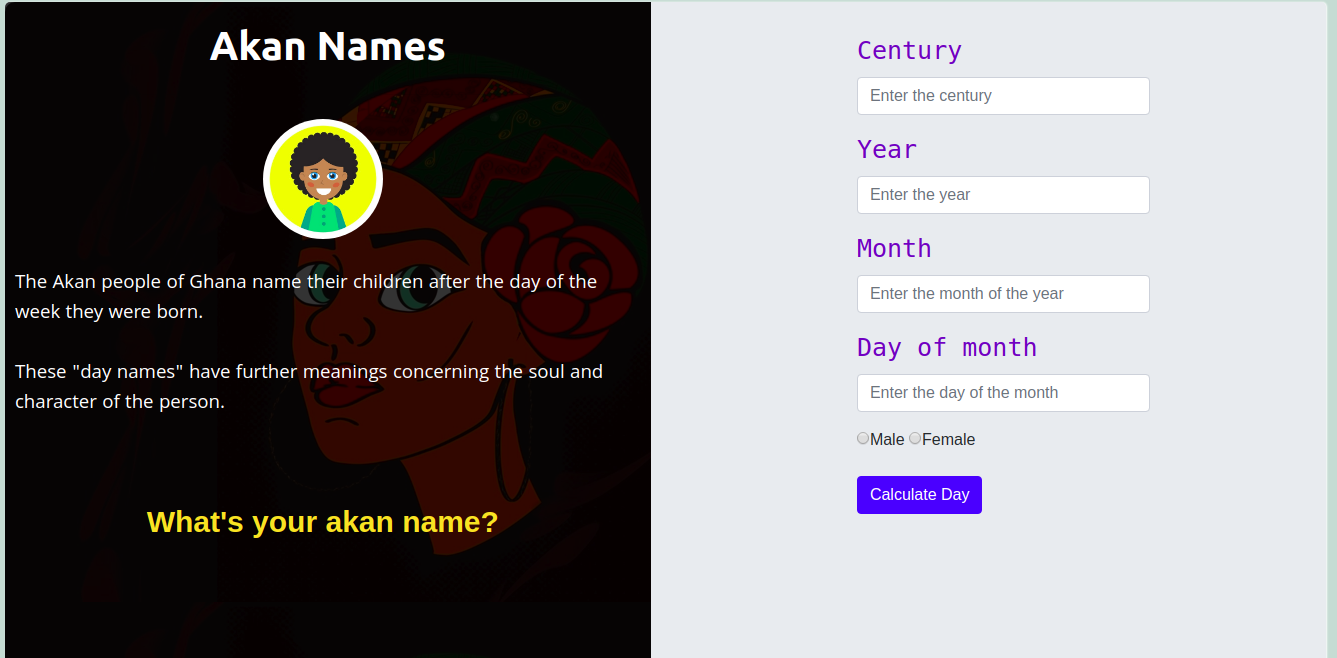 Akan Names
The Akan people of Ghana name their children after the day of the
week they were born.
These "day names" have further meanings concerning the soul and
character of the person.
What's your akan name?
Century
Enter the century
Year
Enter the year
Month
Enter the month of the year
Day of month
Enter the day of the month
Male Female
Calculate Day